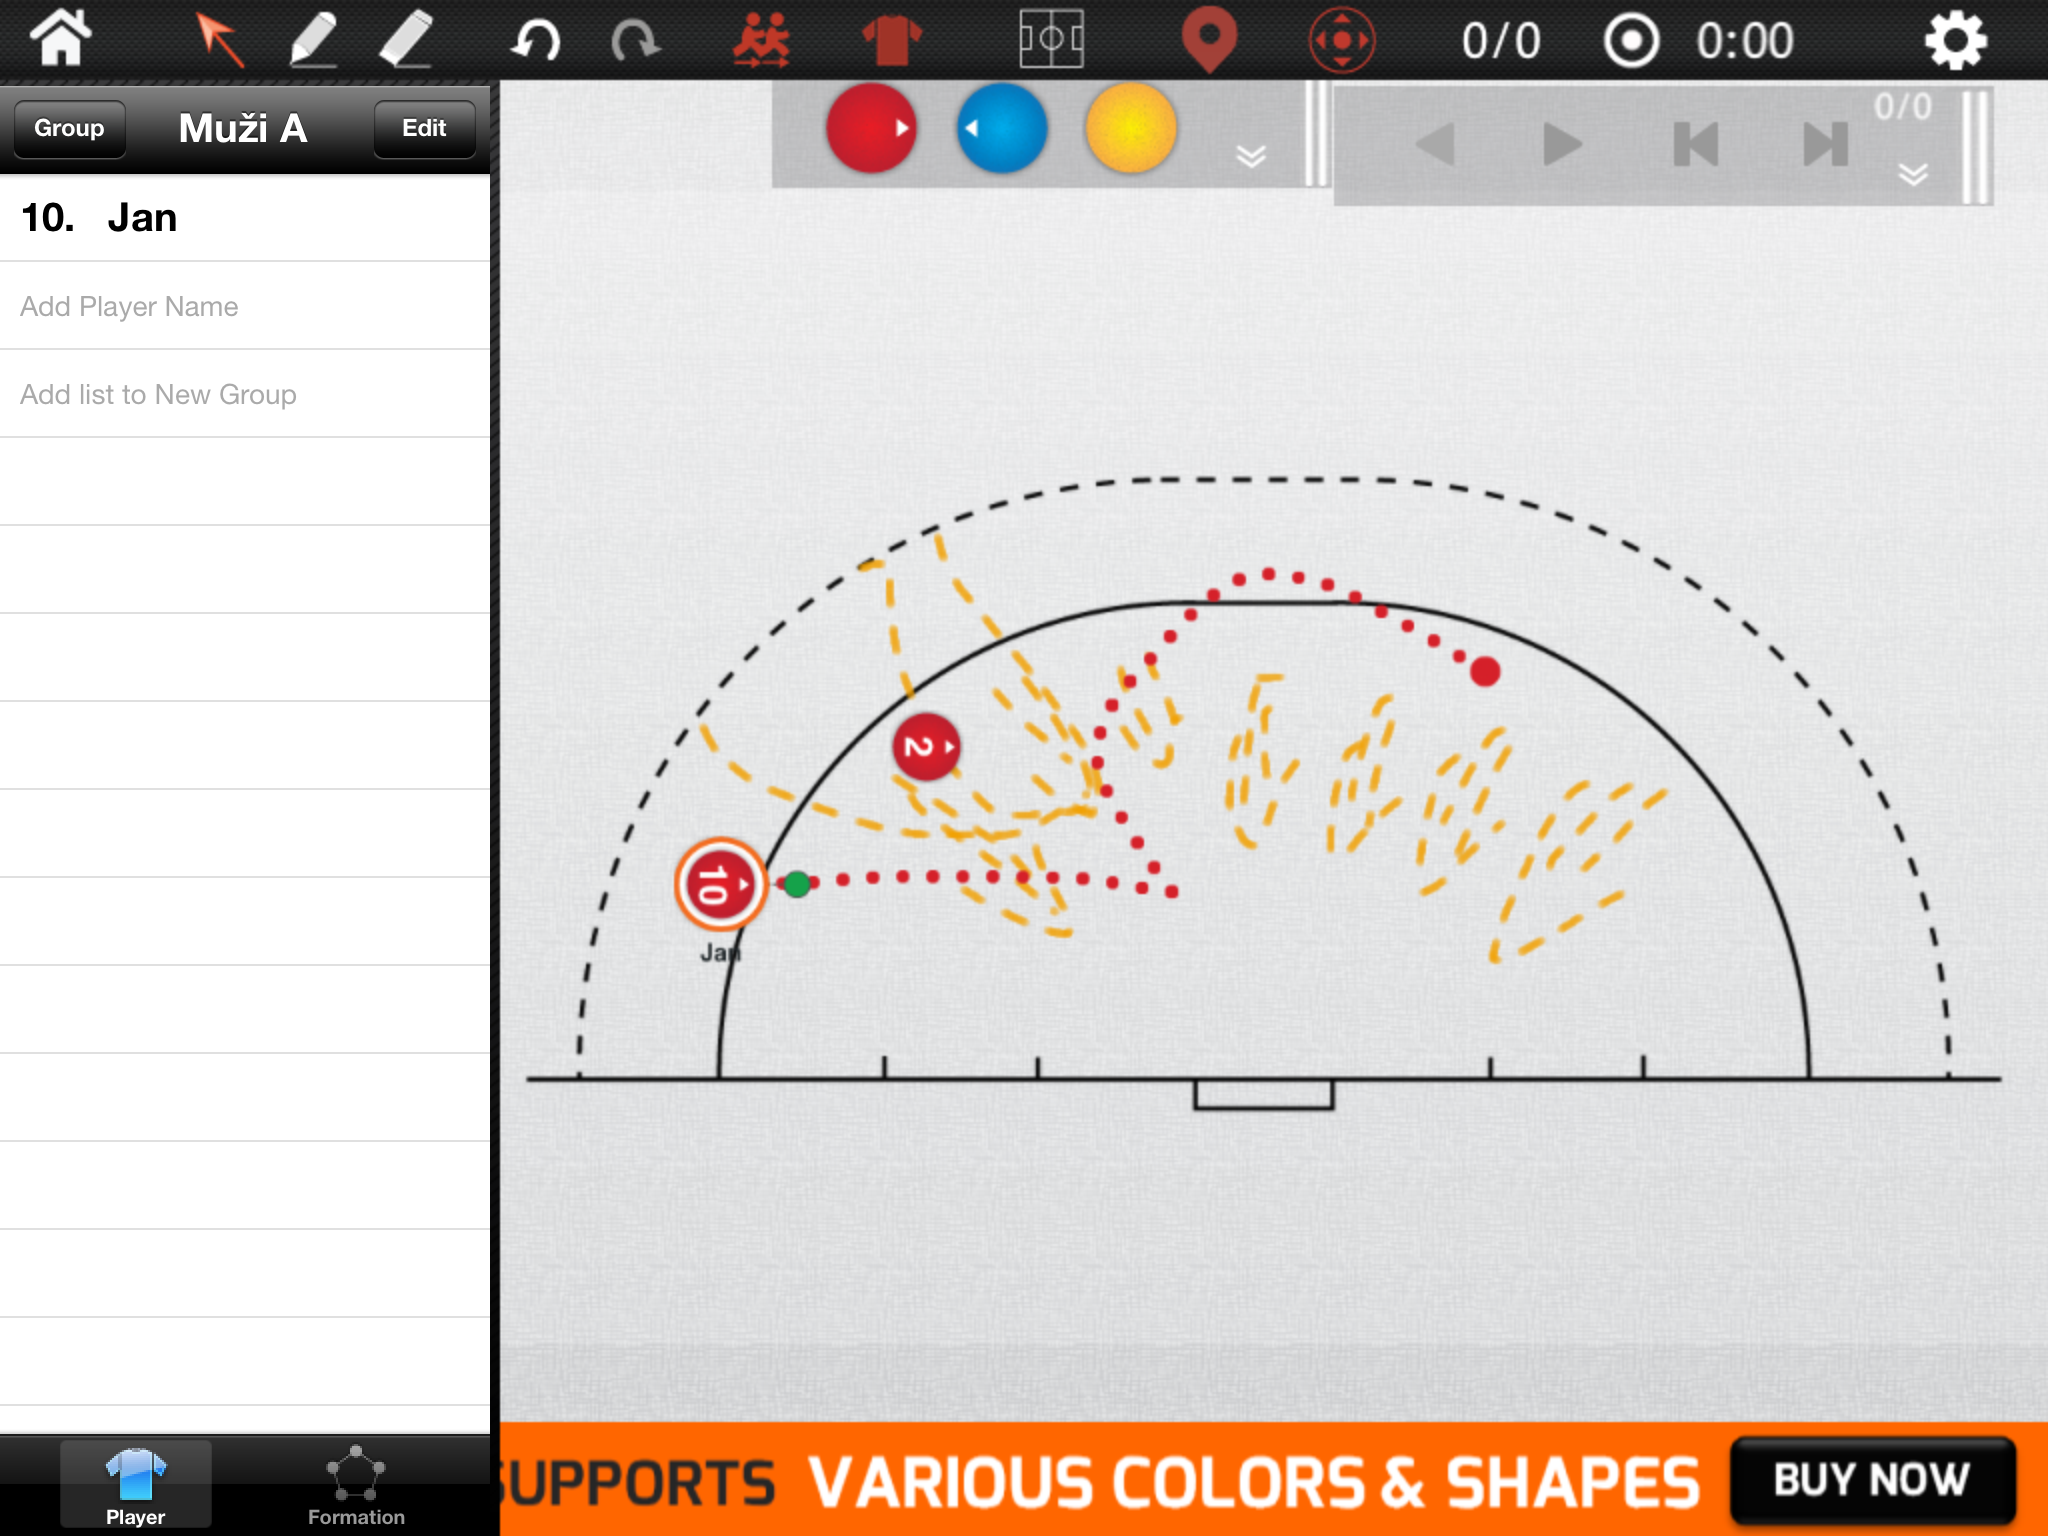 0/0
0:00
Group
Muži A
Edit
0/0
10. Jan
Add Player Name
Add list to New Group
2
10
Jan
SUPPORTS VARIOUS COLORS & SHAPES
BUY NOW
Player
Formation